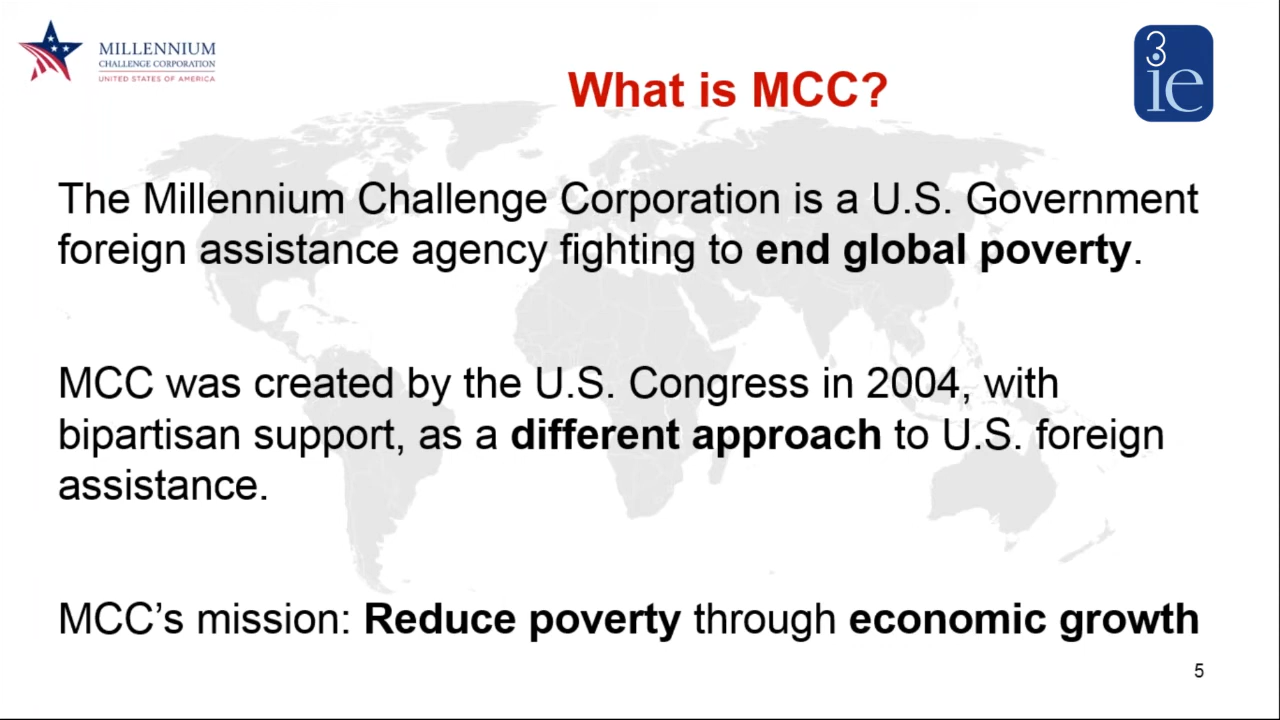 MILLENNIUM
CHALLENGE CORPORATION
UNITED STATES OF AMERICA
3
ie
What is MCC?
The Millennium Challenge Corporation is a U.S. Government
foreign assistance agency fighting to end global poverty.
MCC was created by the U.S. Congress in 2004, with
bipartisan support, as a different approach to U.S. foreign
assistance.
MCC’s mission: Reduce poverty through economic growth
5